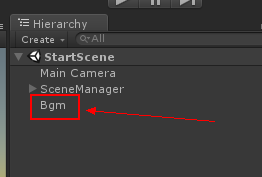 Hierarchy
Create All
StartScene
Main Camera
SceneManager
Bgm